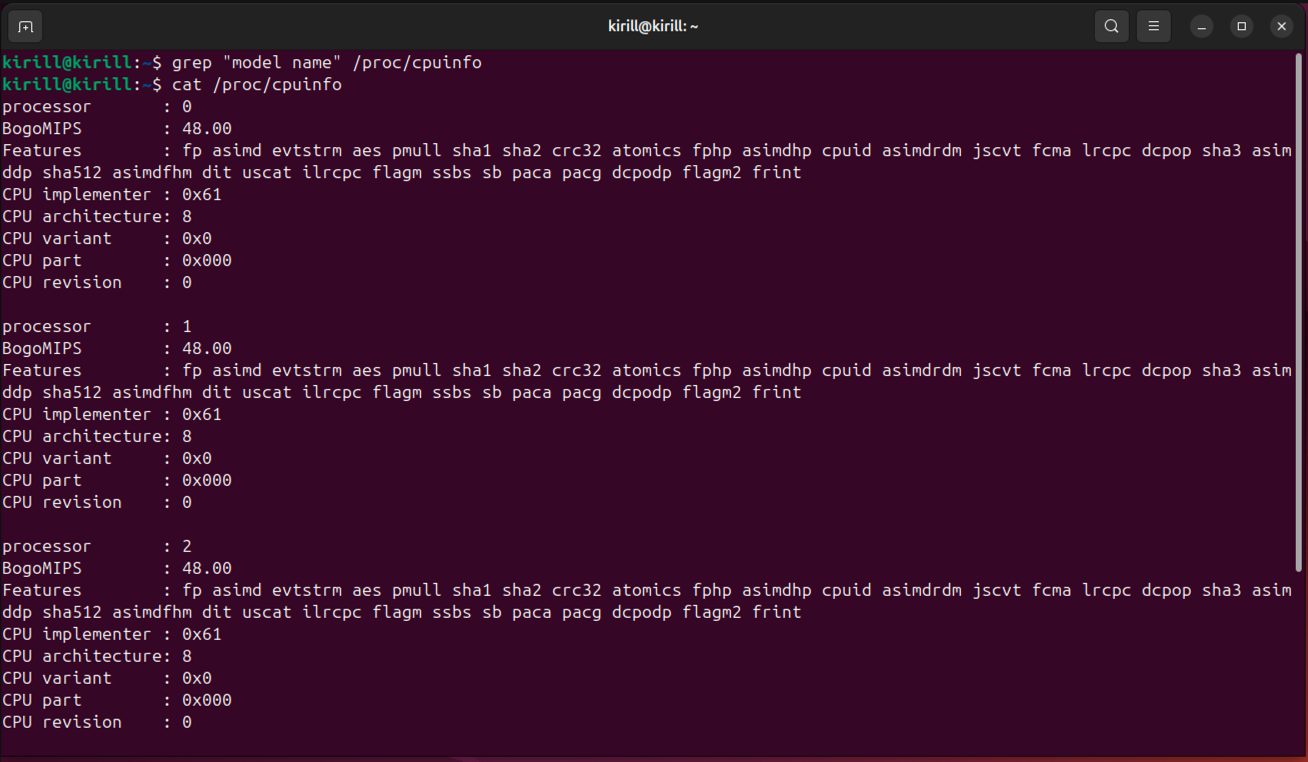 kirill@kirill: ~
kirill@kirill:~$ grep "model name" /proc/cpuinfo
kirill@kirill:~$ cat /proc/cpuinfo
processor       : 0
BogoMIPS        : 48.00
Features        : fp asimd evtstrm aes pmull sha1 sha2 crc32 atomics fphp asimdhp cpuid asimdrdm jscvt fcma lrcpc dcpop sha3 asim
ddp sha512 asimdfhm dit uscat ilrcpc flagm ssbs sb paca pacg dcpodp flagm2 frint
CPU implementer : 0x61
CPU architecture: 8
CPU variant     : 0x0
CPU part        : 0x000
CPU revision    : 0

processor       : 1
BogoMIPS        : 48.00
Features        : fp asimd evtstrm aes pmull sha1 sha2 crc32 atomics fphp asimdhp cpuid asimdrdm jscvt fcma lrcpc dcpop sha3 asim
ddp sha512 asimdfhm dit uscat ilrcpc flagm ssbs sb paca pacg dcpodp flagm2 frint
CPU implementer : 0x61
CPU architecture: 8
CPU variant     : 0x0
CPU part        : 0x000
CPU revision    : 0

processor       : 2
BogoMIPS        : 48.00
Features        : fp asimd evtstrm aes pmull sha1 sha2 crc32 atomics fphp asimdhp cpuid asimdrdm jscvt fcma lrcpc dcpop sha3 asim
ddp sha512 asimdfhm dit uscat ilrcpc flagm ssbs sb paca pacg dcpodp flagm2 frint
CPU implementer : 0x61
CPU architecture: 8
CPU variant     : 0x0
CPU part        : 0x000
CPU revision    : 0